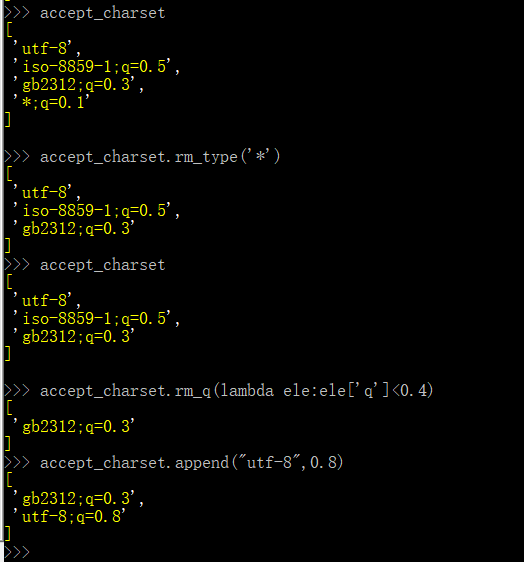 >>> accept_charset
[
 'utf-8',
 'iso-8859-1;q=0.5',
 'gb2312;q=0.3',
 '*;q=0.1'
]
>>> accept_charset.rm_type('*')
[
 'utf-8',
 'iso-8859-1;q=0.5',
 'gb2312;q=0.3'
]
>>> accept_charset
[
 'utf-8',
 'iso-8859-1;q=0.5',
 'gb2312;q=0.3'
]
>>> accept_charset.rm_q(lambda ele:ele['q']<0.4)
[
 'gb2312;q=0.3'
]
>>> accept_charset.append("utf-8",0.8)
[
 'gb2312;q=0.3',
 'utf-8;q=0.8'
]
>>>